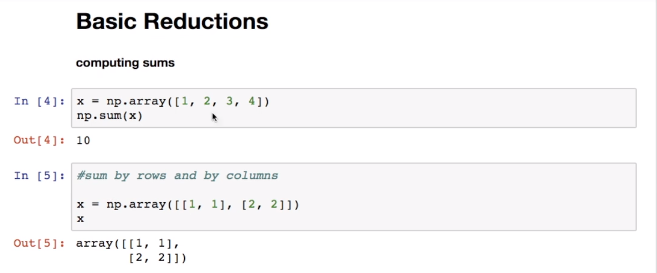 Basic Reductions
computing sums
In [4]: x = np.array([1, 2, 3, 4])
np.sum(x)
Out[4]: 10
In [5]: #sum by rows and by columns
x = np.array([[1, 1], [2, 2]])
x
Out[5]: array([[1, 1],
[2, 2]])